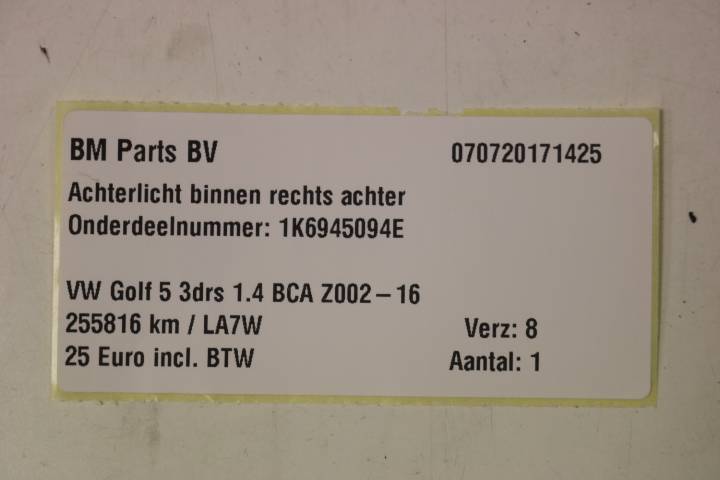 BM Parts BV 070720171425
Achterlicht binnen rechts achter
Onderdeelnummer: 1K6945094E
VW Golf 5 3drs 1.4 BCA Z002 – 16
255816 km / LA7W Verz: 8
25 Euro incl. BTW Aantal: 1